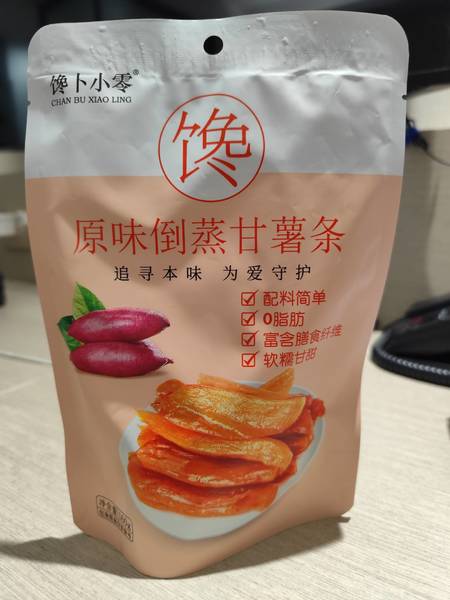 馋卜小零®
CHAN BU XIAO LING
馋
原味倒蒸甘薯条
追寻本味 为爱守护
配料简单
0脂肪
富含膳食纤维
软糯甘甜